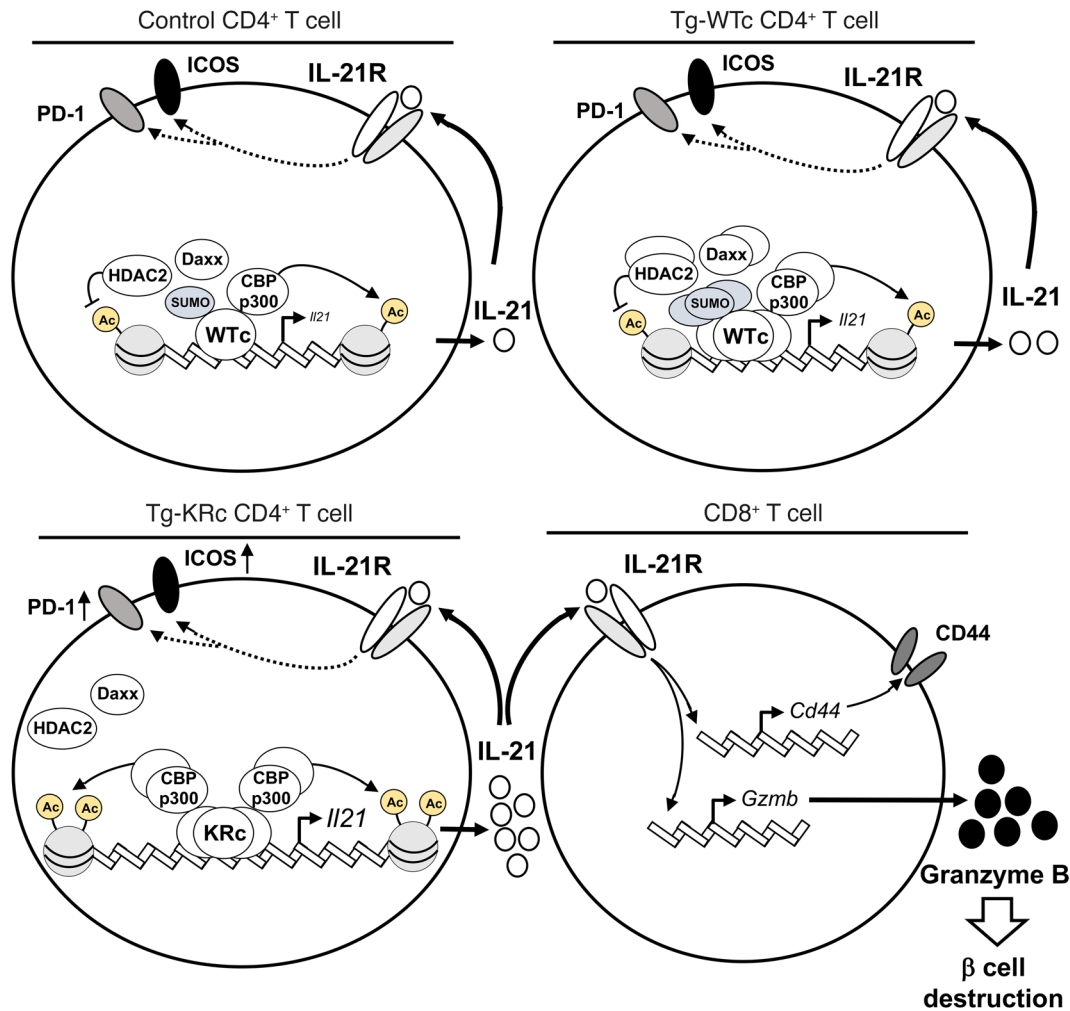 Control CD4⁺ T cell
ICOS
IL-21R
PD-1
HDAC2
Daxx
CBP
p300
SUMO
Ac
Ac
WTc
Il21
IL-21
Tg-WTc CD4⁺ T cell
ICOS
IL-21R
PD-1
HDAC2
Daxx
CBP
p300
SUMO
Ac
Ac
WTc
Il21
IL-21
Tg-KRc CD4⁺ T cell
ICOS
IL-21R
PD-1
Daxx
HDAC2
CBP
p300
CBP
p300
Ac
Ac
Ac
Ac
KRc
Il21
IL-21
CD8⁺ T cell
IL-21R
CD44
Cd44
Gzmb
Granzyme B
β cell
destruction